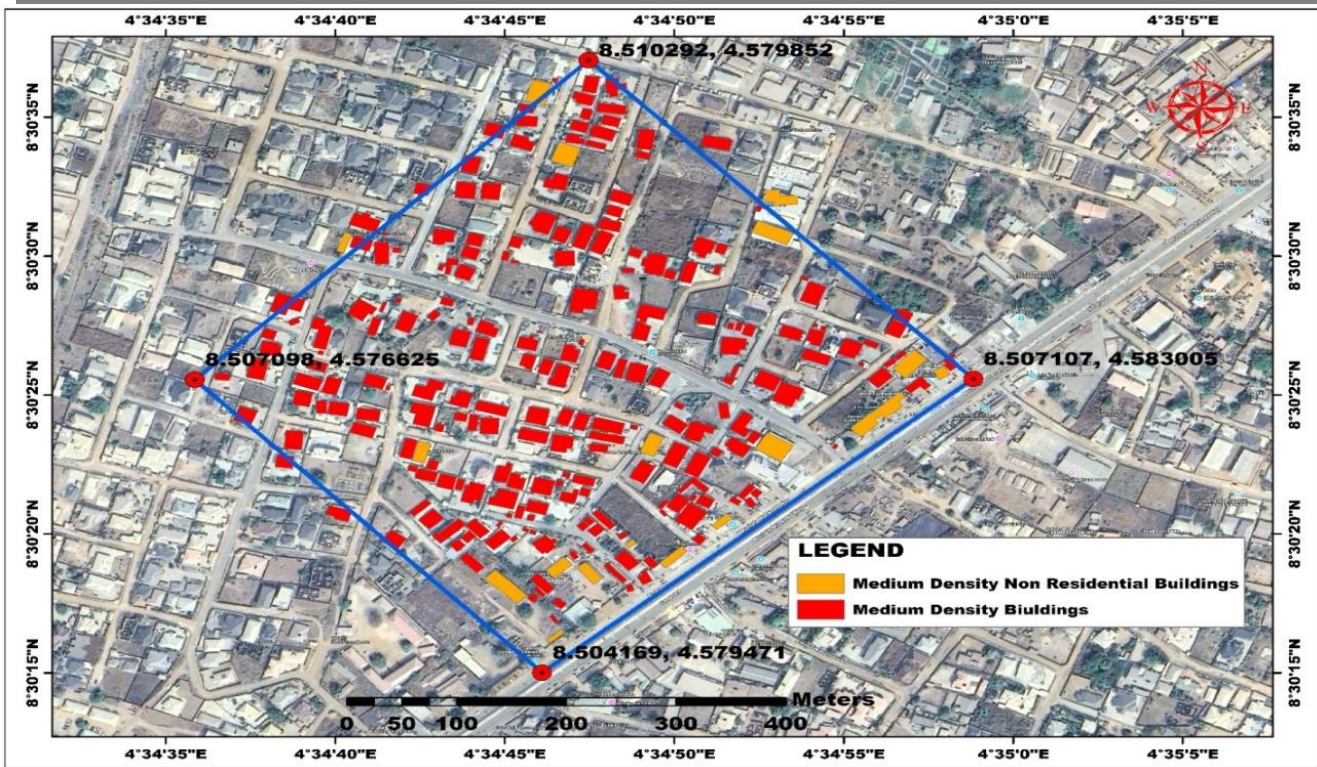 4°34'35"E 4°34'40"E 4°34'45"E 4°34'50"E 4°34'55"E 4°35'0"E 4°35'5"E
8.510292, 4.579852
N
W E
S
8°30'35"N 8°30'35"N
8°30'30"N 8°30'30"N
8.507098, 4.576625 8.507107, 4.583005
8°30'25"N 8°30'25"N
8°30'20"N 8°30'20"N
LEGEND
Medium Density Non Residential Buildings
Medium Density Biuldings
8.504169, 4.579471
8°30'15"N 8°30'15"N
Meters
0 50 100 200 300 400
4°34'35"E 4°34'40"E 4°34'45"E 4°34'50"E 4°34'55"E 4°35'0"E 4°35'5"E